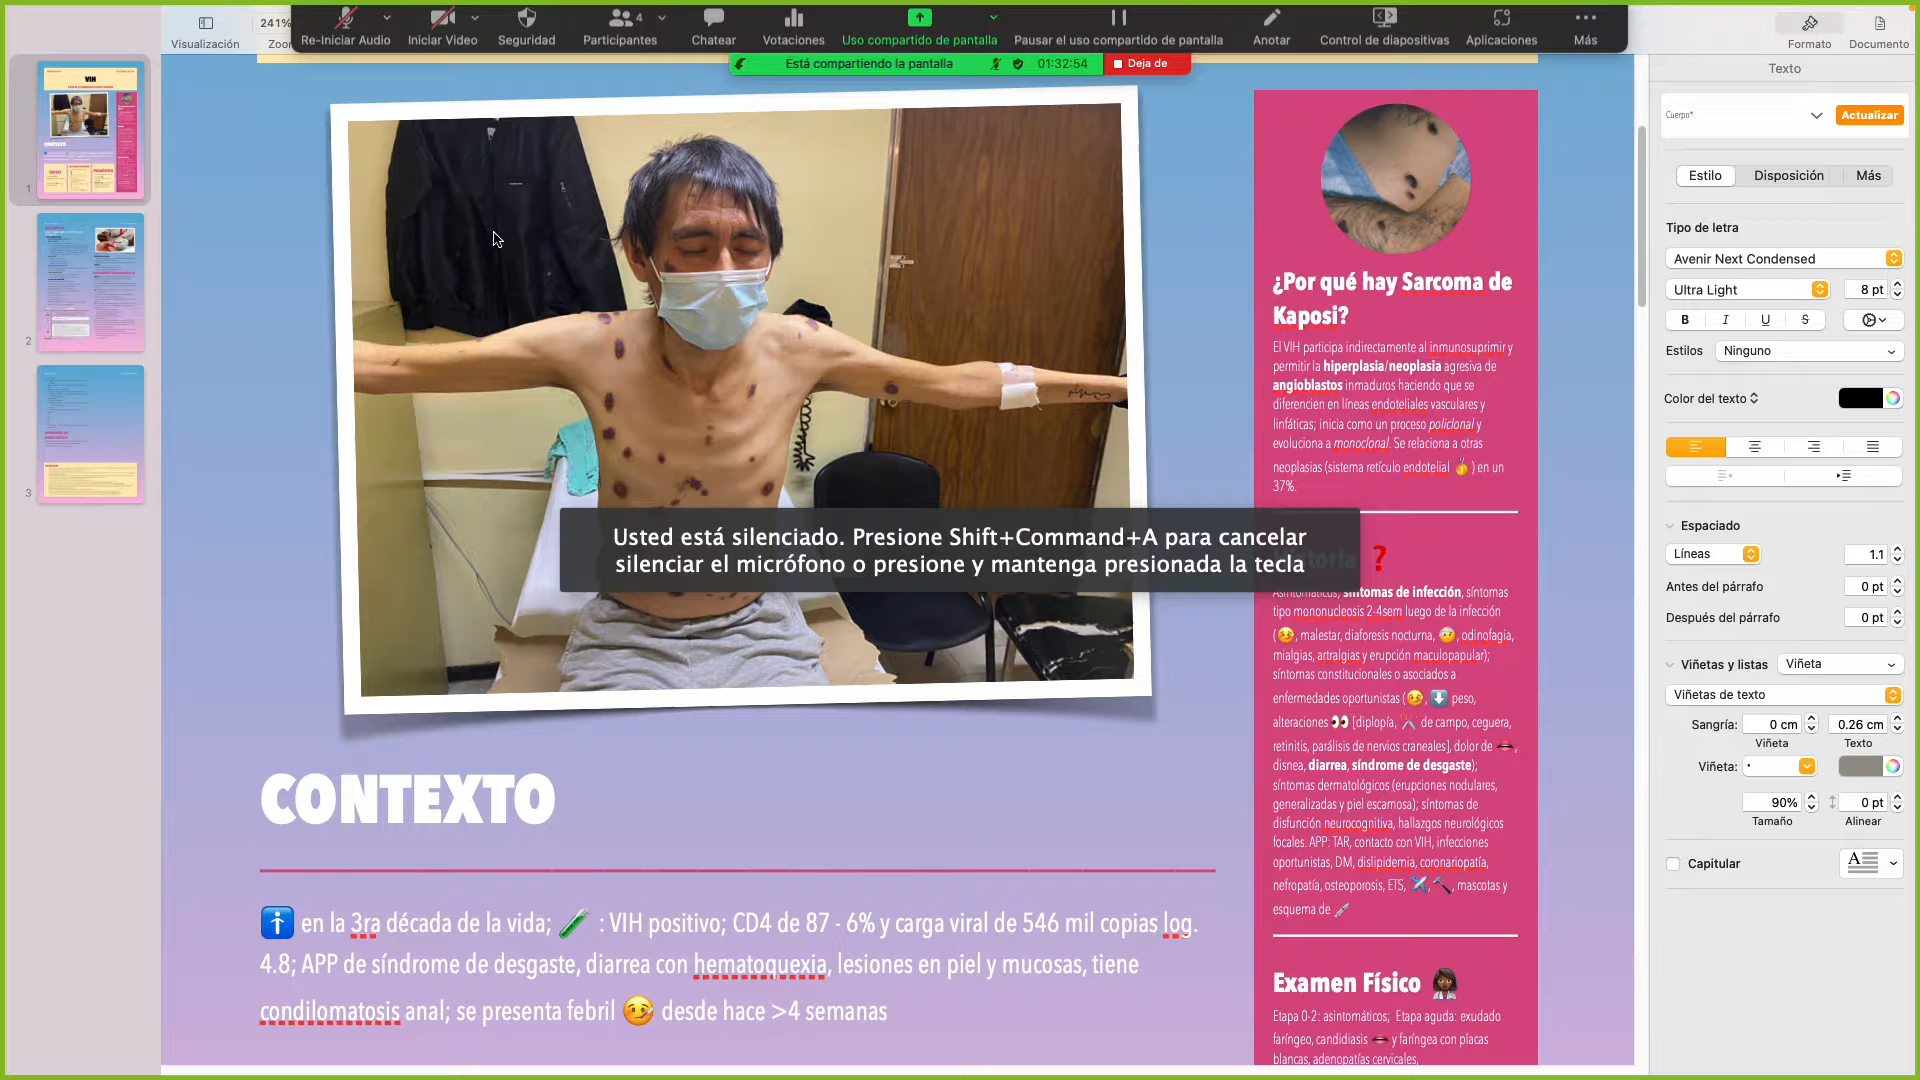 Visualización
241%
Zoom
Re-Iniciar Audio
Iniciar Video
Seguridad
4
Participantes
Chatear
Votaciones
Uso compartido de pantalla
Pausar el uso compartido de pantalla
Anotar
Control de diapositivas
Aplicaciones
Más
Formato
Documento
Está compartiendo la pantalla
01:32:54
Deja de
VIH
CONTEXTO
1
2
3
¿Por qué hay Sarcoma de
Kaposi?
El VIH participa indirectamente al inmunosuprimir y
permitir la hiperplasia/neoplasia agresiva de
angioblastos inmaduros haciendo que se
diferencien en líneas endoteliales vasculares y
linfáticas; inicia como un proceso policlonal y
evoluciona a monoclonal. Se relaciona a otras
neoplasias (sistema retículo endotelial 🥇 ) en un
37%.
Usted está silenciado. Presione Shift+Command+A para cancelar
silenciar el micrófono o presione y mantenga presionada la tecla
Historia ❓
Asintomáticos, síntomas de infección, síntomas
tipo mononucleosis 2-4sem luego de la infección
(🤒, malestar, diaforesis nocturna, 🤕, odinofagia,
mialgias, artralgias y erupción maculopapular);
síntomas constitucionales o asociados a
enfermedades oportunistas (🤒, ⬇️ peso,
alteraciones 👀 [diplopía, ✂️ de campo, ceguera,
retinitis, parálisis de nervios craneales], dolor de 👄,
disnea, diarrea, síndrome de desgaste);
síntomas dermatológicos (erupciones nodulares,
generalizadas y piel escamosa); síntomas de
disfunción neurocognitiva, hallazgos neurológicos
focales. APP: TAR, contacto con VIH, infecciones
oportunistas, DM, dislipidemia, coronariopatía,
nefropatía, osteoporosis, ETS, ✈️, 🔨, mascotas y
esquema de 💉
Examen Físico 👩🏾‍⚕️
Etapa 0-2: asintomáticos; Etapa aguda: exudado
faríngeo, candidiasis 👄 y faríngea con placas
blancas, adenopatías cervicales,
CONTEXTO
🚹 en la 3ra década de la vida; 🧪 : VIH positivo; CD4 de 87 - 6% y carga viral de 546 mil copias log.
4.8; APP de síndrome de desgaste, diarrea con hematoquexia, lesiones en piel y mucosas, tiene
condilomatosis anal; se presenta febril 🤒 desde hace >4 semanas
Texto
Cuerpo*
Actualizar
Estilo
Disposición
Más
Tipo de letra
Avenir Next Condensed
Ultra Light
8 pt
B I U S
Estilos
Ninguno
Color del texto
Espaciado
Líneas
1.1
Antes del párrafo
0 pt
Después del párrafo
0 pt
Viñetas y listas
Viñeta
Viñetas de texto
Sangría:
0 cm
0.26 cm
Viñeta
Texto
Viñeta:
•
90%
0 pt
Tamaño
Alinear
Capitular
A